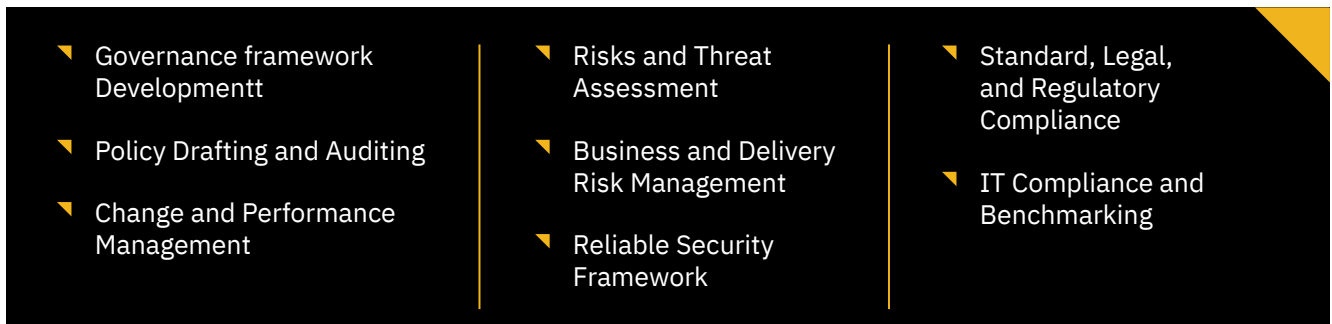 Governance framework
Developmentt
Policy Drafting and Auditing
Change and Performance
Management
Risks and Threat
Assessment
Business and Delivery
Risk Management
Reliable Security
Framework
Standard, Legal,
and Regulatory
Compliance
IT Compliance and
Benchmarking